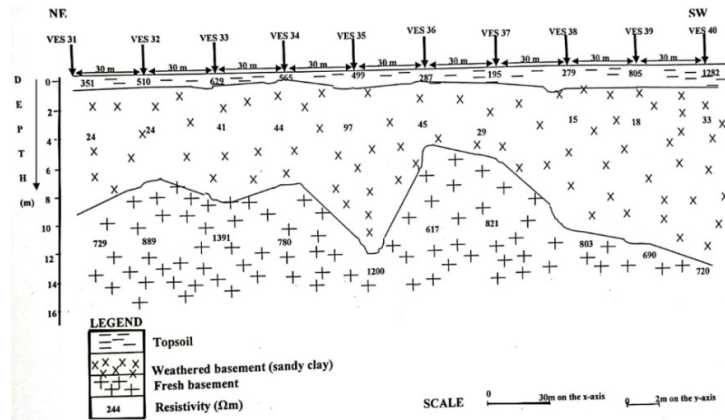 NE SW
VES 31 VES 32 VES 33 VES 34 VES 35 VES 36 VES 37 VES 38 VES 39 VES 40
30 m 30 m 30 m 30 m 30 m 30 m 30 m 30 m 30 m
D 0 351 510 629 565 499 287 195 279 805 1282
E 2
P 4 24 24 41 44 97 45 29 15 18 33
T
H 6
(m) 8
10
729 889 1391 780 1200 617 821 803 690 720
12
14
16
LEGEND
Topsoil
Weathered basement (sandy clay)
Fresh basement
244 Resistivity (Ωm)
SCALE 0 30m on the x-axis 0 2m on the y-axis